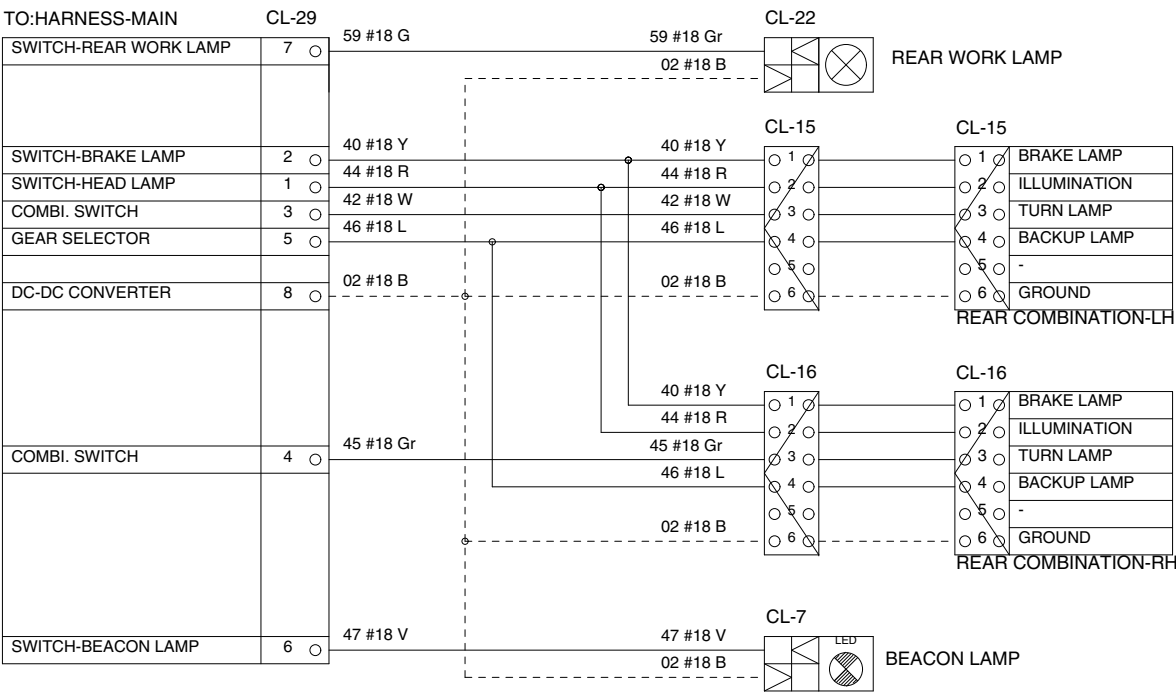 TO:HARNESS-MAIN CL-29 CL-22
SWITCH-REAR WORK LAMP 7 59 #18 G 59 #18 Gr REAR WORK LAMP
02 #18 B
CL-15 CL-15
SWITCH-BRAKE LAMP 2 40 #18 Y 40 #18 Y 1 1 BRAKE LAMP
SWITCH-HEAD LAMP 1 44 #18 R 44 #18 R 2 2 ILLUMINATION
COMBI. SWITCH 3 42 #18 W 42 #18 W 3 3 TURN LAMP
GEAR SELECTOR 5 46 #18 L 46 #18 L 4 4 BACKUP LAMP
5 5 -
DC-DC CONVERTER 8 02 #18 B 02 #18 B 6 6 GROUND
REAR COMBINATION-LH
CL-16 CL-16
40 #18 Y 1 1 BRAKE LAMP
44 #18 R 2 2 ILLUMINATION
COMBI. SWITCH 4 45 #18 Gr 45 #18 Gr 3 3 TURN LAMP
46 #18 L 4 4 BACKUP LAMP
5 5 -
02 #18 B 6 6 GROUND
REAR COMBINATION-RH
CL-7
SWITCH-BEACON LAMP 6 47 #18 V 47 #18 V LED BEACON LAMP
02 #18 B